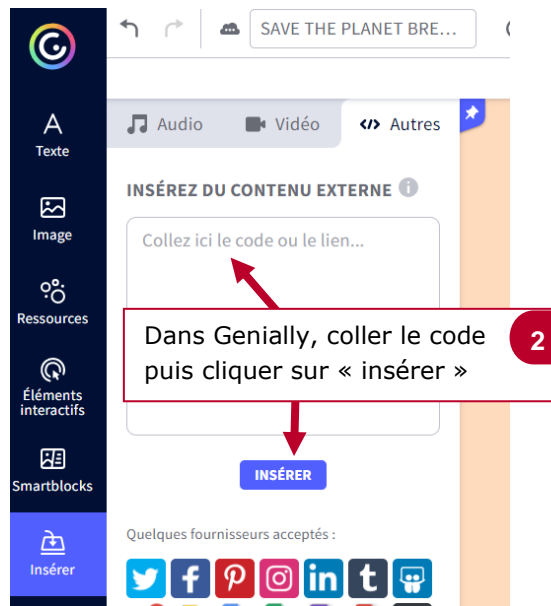 SAVE THE PLANET BRE...
A
Texte
Image
Ressources
Éléments
interactifs
Smartblocks
Insérer
Audio
Vidéo
</> Autres
INSÉREZ DU CONTENU EXTERNE
Collez ici le code ou le lien...
Dans Genially, coller le code
puis cliquer sur « insérer »
2
INSÉRER
Quelques fournisseurs acceptés :